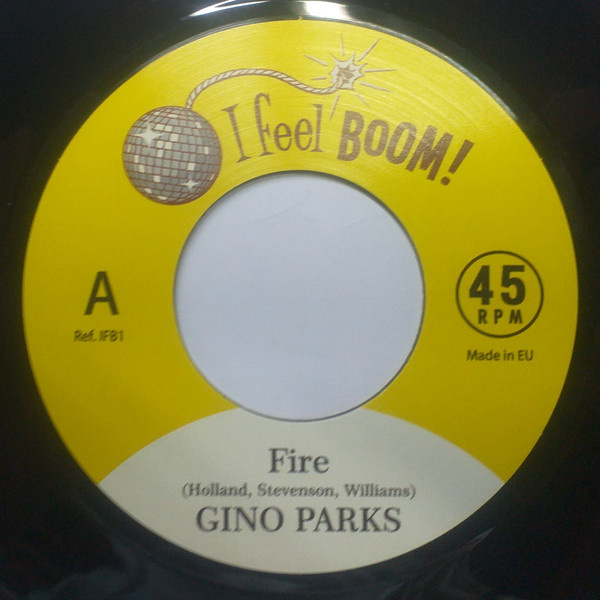 I feel BOOM!
A
Ref. IFB1
45
RPM
Made in EU
Fire
(Holland, Stevenson, Williams)
GINO PARKS